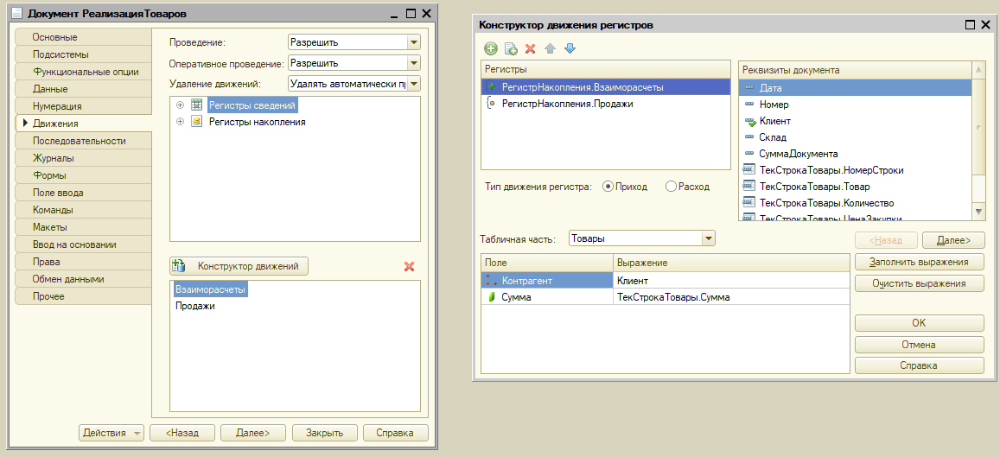 Документ РеализацияТоваров
Основные
Подсистемы
Функциональные опции
Данные
Нумерация
Движения
Последовательности
Журналы
Формы
Поле ввода
Команды
Макеты
Ввод на основании
Права
Обмен данными
Прочее
Проведение: Разрешить
Оперативное проведение: Разрешить
Удаление движений: Удалять автоматически п
Регистры сведений
Регистры накопления
Конструктор движений
Взаиморасчеты
Продажи
Действия <Назад Далее> Закрыть Справка
Конструктор движения регистров
Регистры
РегистрНакопления.Взаиморасчеты
РегистрНакопления.Продажи
Тип движения регистра: Приход Расход
Реквизиты документа
Дата
Номер
Клиент
Склад
СуммаДокумента
ТекСтрокаТовары.НомерСтроки
ТекСтрокаТовары.Товар
ТекСтрокаТовары.Количество
ТекСтрокаТовары.ЦенаЗакупки
Табличная часть: Товары
<Назад Далее>
Поле Выражение
Контрагент Клиент
Сумма ТекСтрокаТовары.Сумма
Заполнить выражения
Очистить выражения
OK
Отмена
Справка